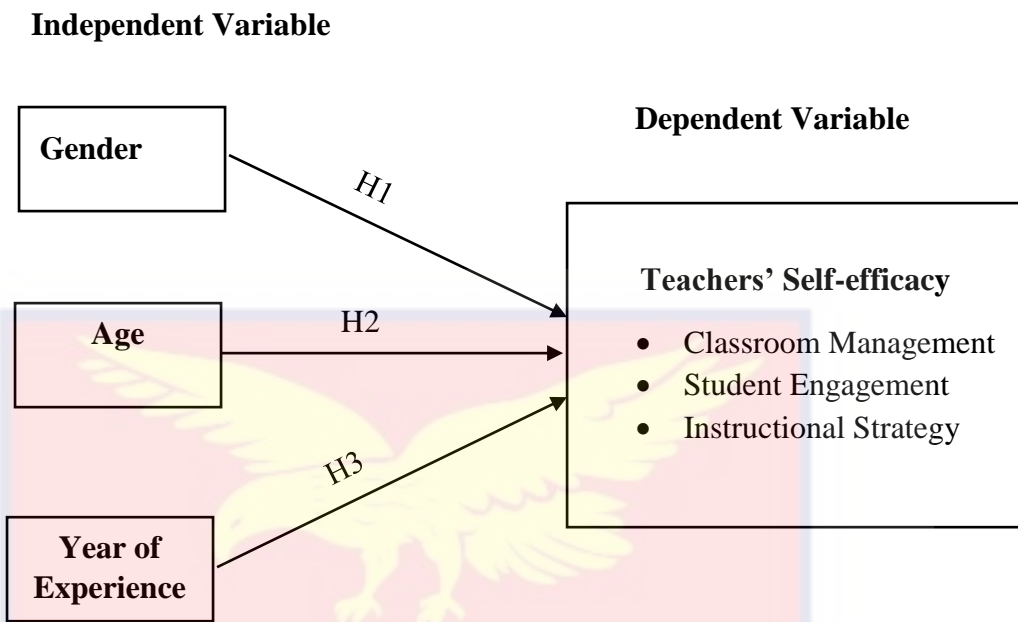 Independent Variable
Dependent Variable
Gender
H1
Teachers’ Self-efficacy
Age
H2
• Classroom Management
• Student Engagement
• Instructional Strategy
H3
Year of
Experience